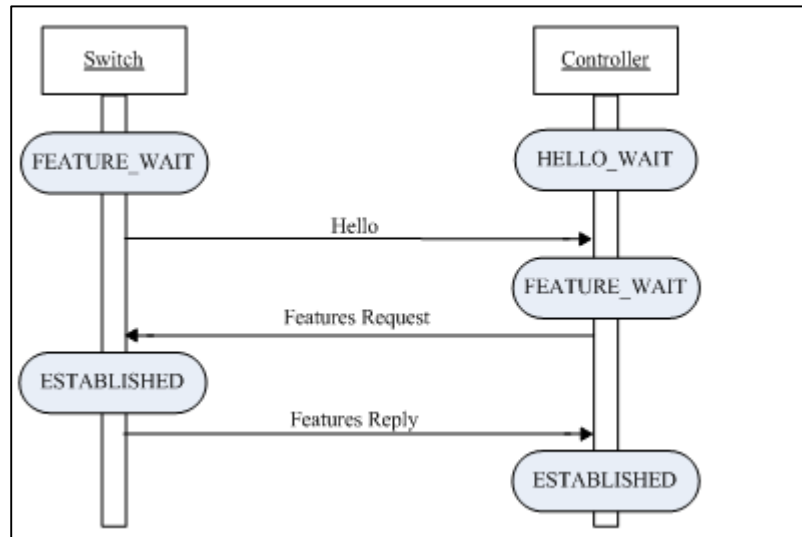 Switch
Controller
FEATURE_WAIT
HELLO_WAIT
Hello
FEATURE_WAIT
Features Request
ESTABLISHED
Features Reply
ESTABLISHED